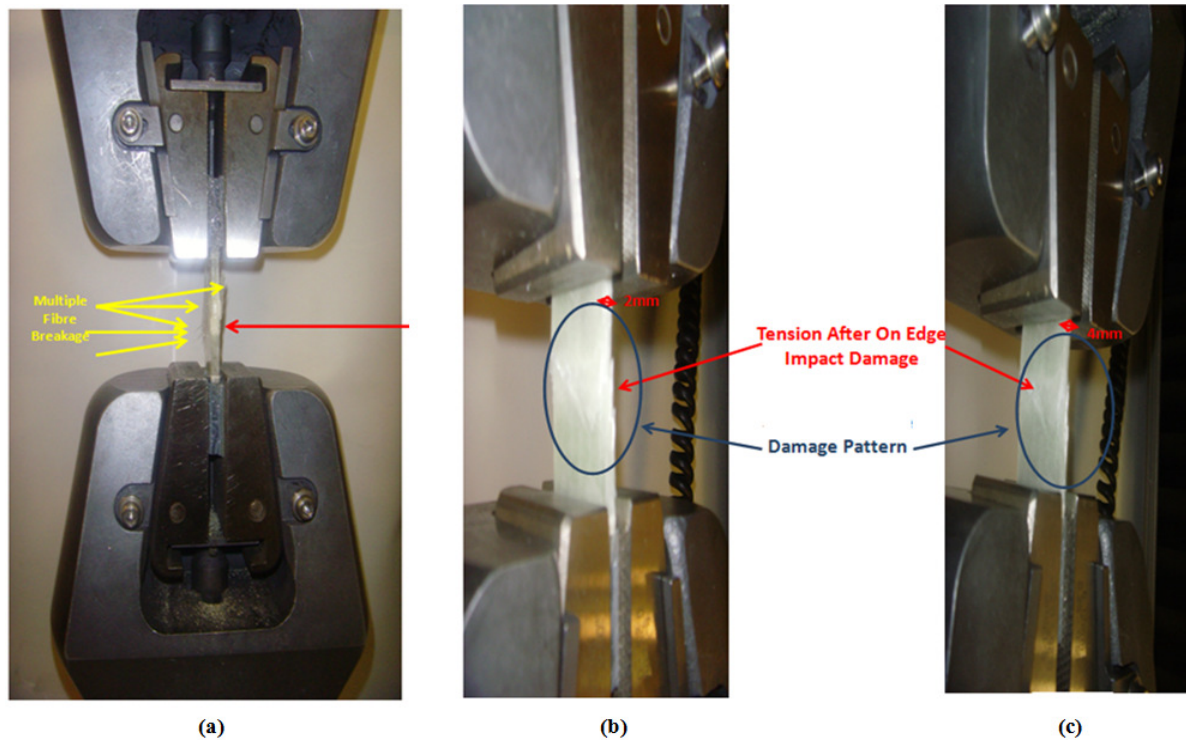 Multiple
Fibre
Breakage
2mm
Tension After On Edge
Impact Damage
Damage Pattern
4mm
(a)
(b)
(c)